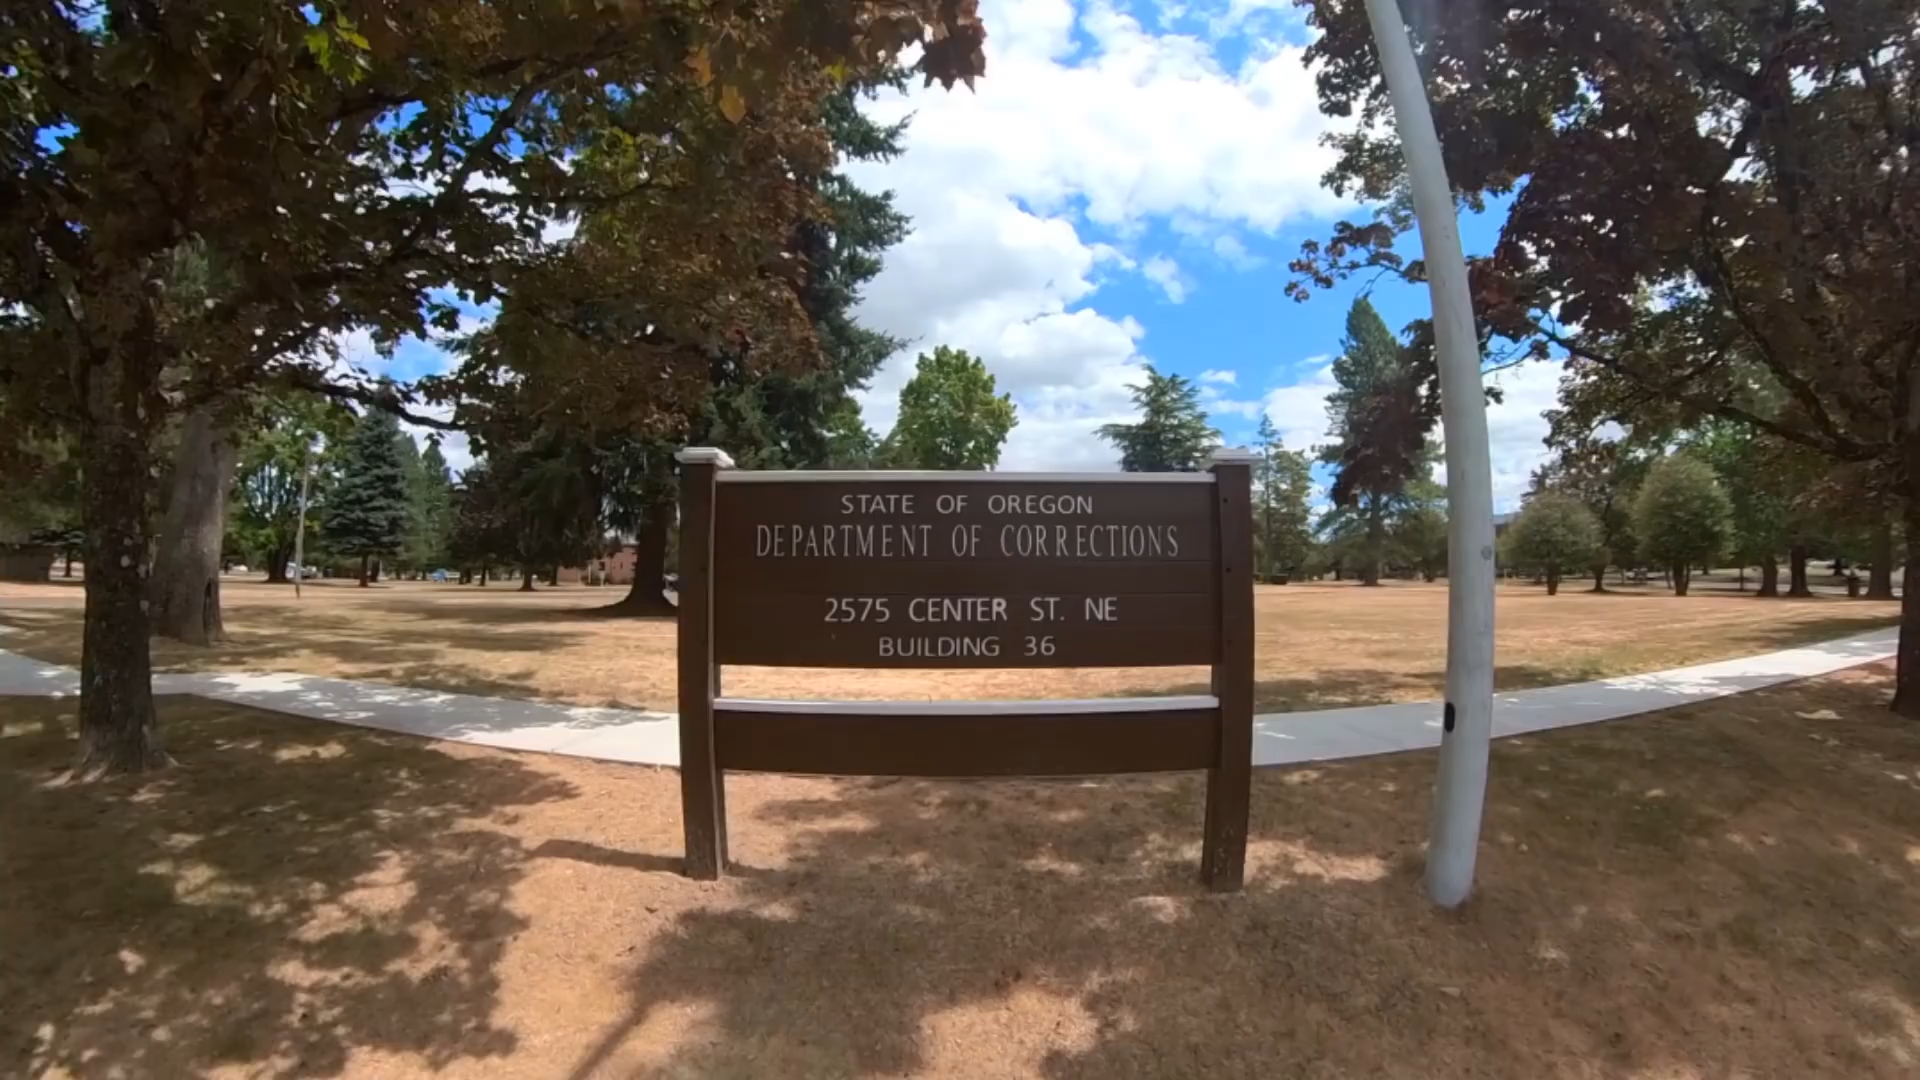 STATE OF OREGON
DEPARTMENT OF CORRECTIONS
2575 CENTER ST. NE
BUILDING 36